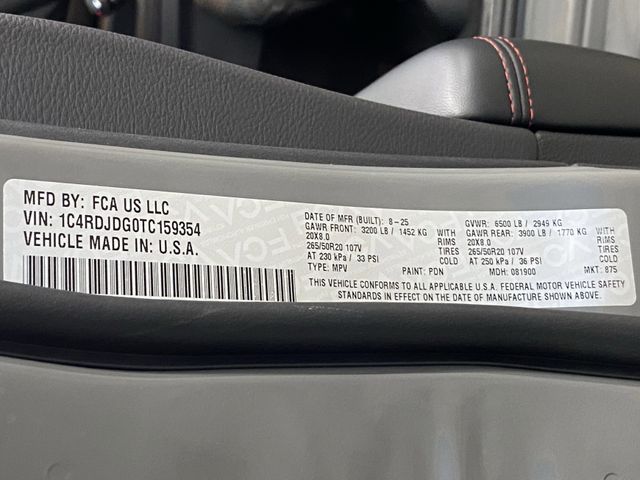 MFD BY: FCA US LLC
VIN: 1C4RDJDG0TC159354
VEHICLE MADE IN: U.S.A.
DATE OF MFR (BUILT): 8-25 GVWR: 6500 LB / 2949 KG
GAWR FRONT: 3200 LB / 1452 KG WITH GAWR REAR: 3900 LB / 1770 KG WITH
20X8.0 RIMS 20X8.0 RIMS
265/50R20 107V TIRES 265/50R20 107V TIRES
AT 230 kPa / 33 PSI COLD AT 250 kPa / 36 PSI COLD
TYPE: MPV PAINT: PDN MDH: 081900 MKT: 875
THIS VEHICLE CONFORMS TO ALL APPLICABLE U.S.A. FEDERAL MOTOR VEHICLE SAFETY
STANDARDS IN EFFECT ON THE DATE OF MANUFACTURE SHOWN ABOVE.